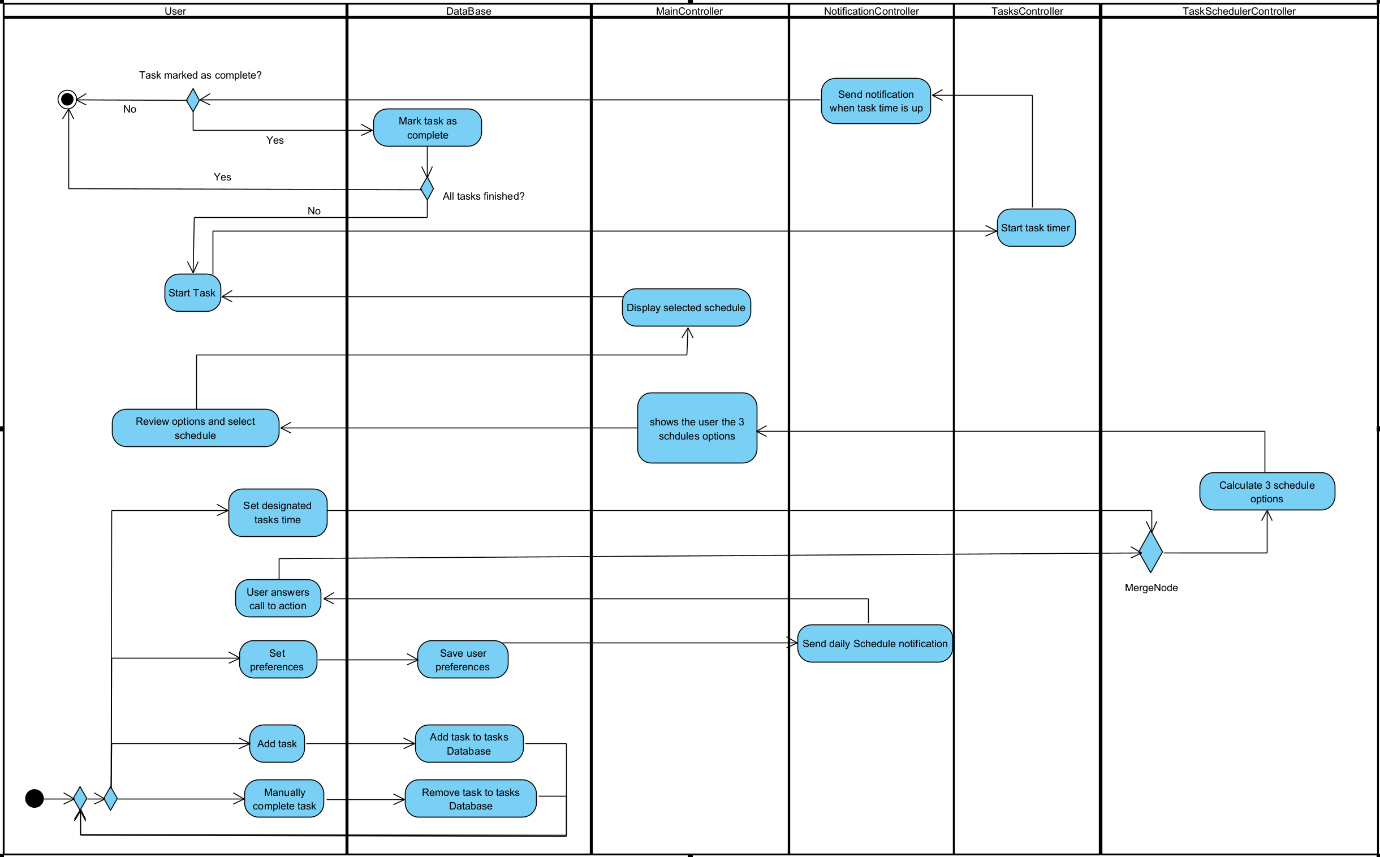 User
DataBase
MainController
NotificationController
TasksController
TaskSchedulerController
Task marked as complete?
No
Yes
Mark task as
complete
Send notification
when task time is up
Yes
All tasks finished?
No
Start task timer
Start Task
Display selected schedule
Review options and select
schedule
shows the user the 3
schdules options
Calculate 3 schedule
options
Set designated
tasks time
MergeNode
User answers
call to action
Set
preferences
Save user
preferences
Send daily Schedule notification
Add task
Add task to tasks
Database
Manually
complete task
Remove task to tasks
Database